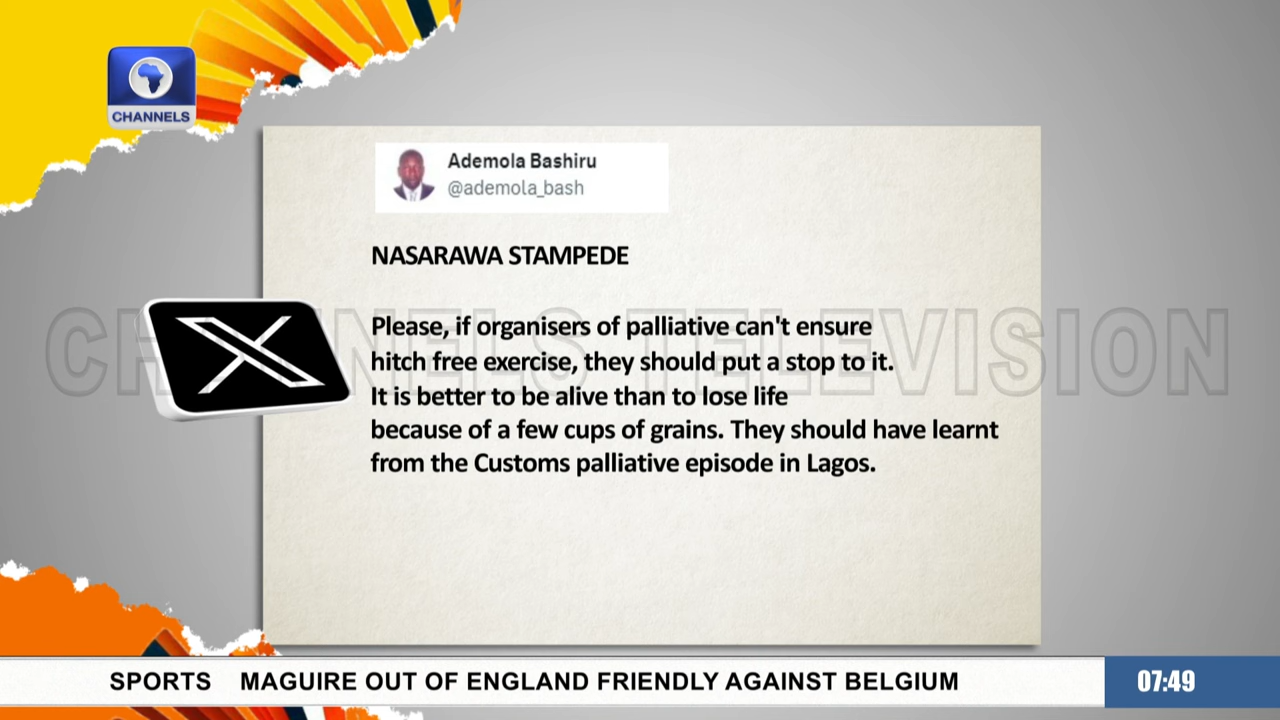 CHANNELS
Ademola Bashiru
@ademola_bash
NASARAWA STAMPEDE
Please, if organisers of palliative can't ensure
hitch free exercise, they should put a stop to it.
It is better to be alive than to lose life
because of a few cups of grains. They should have learnt
from the Customs palliative episode in Lagos.
CHANNELS TELEVISION
SPORTS MAGUIRE OUT OF ENGLAND FRIENDLY AGAINST BELGIUM
07:49